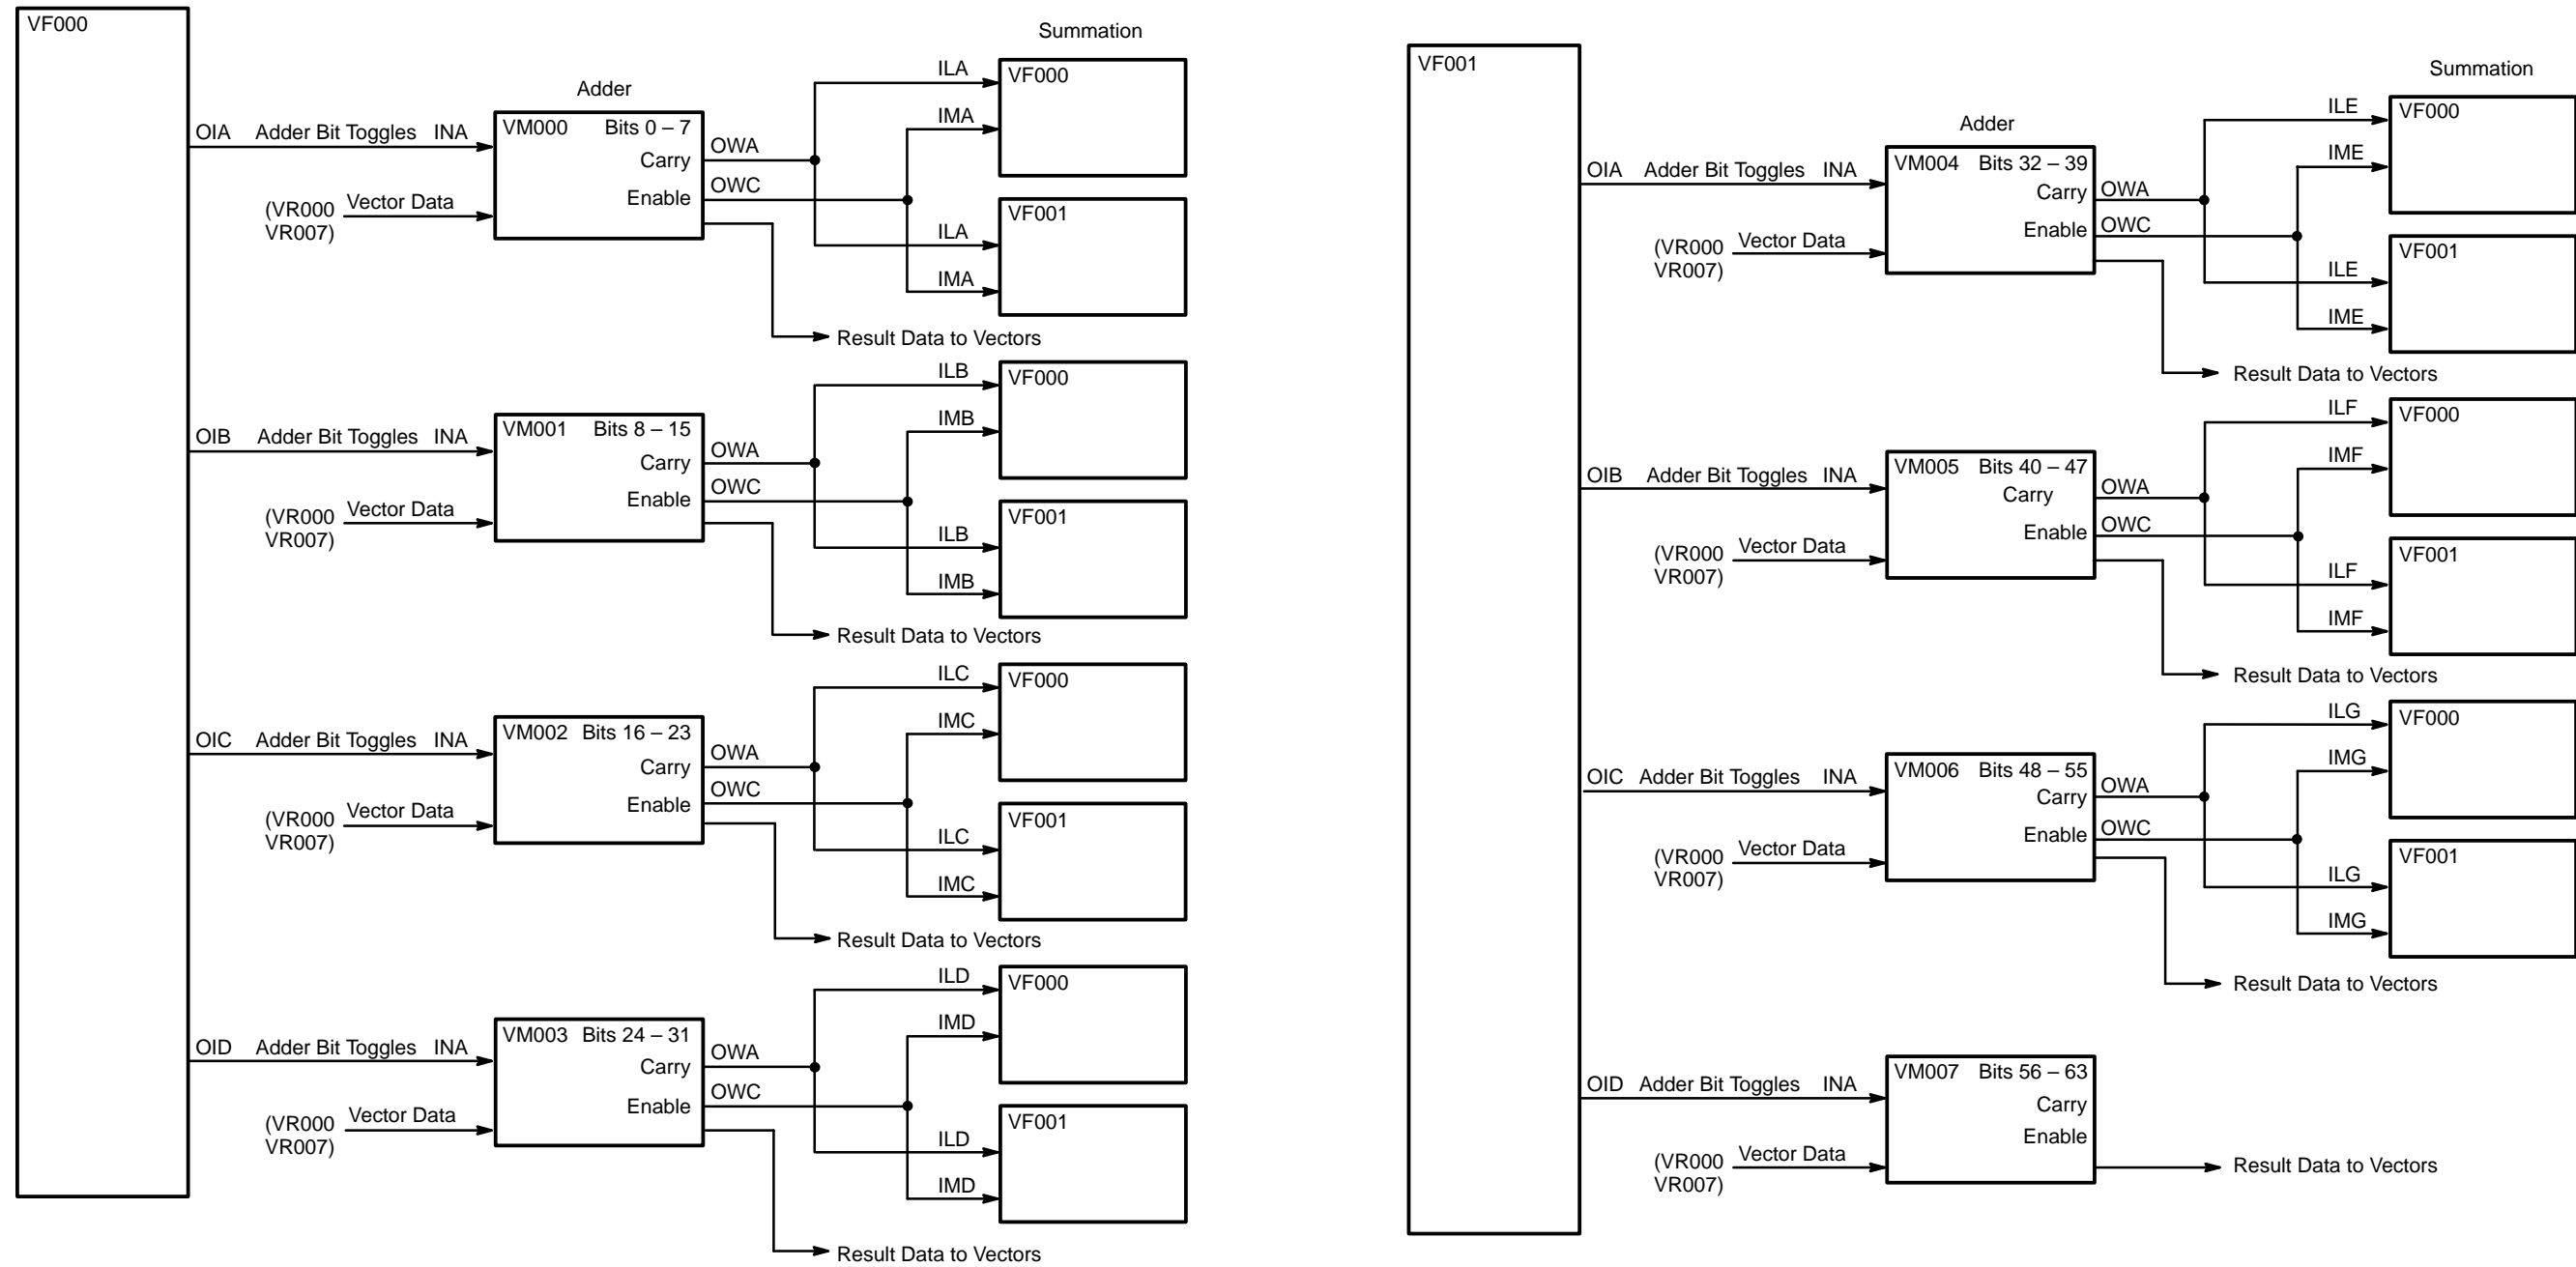 VF000
Summation
Adder
OIA Adder Bit Toggles INA
VM000 Bits 0 – 7
Carry
Enable
OWA
OWC
(VR000
VR007)
Vector Data
ILA
IMA
VF000
ILA
IMA
VF001
Result Data to Vectors
OIB Adder Bit Toggles INA
VM001 Bits 8 – 15
Carry
Enable
OWA
OWC
(VR000
VR007)
Vector Data
ILB
IMB
VF000
ILB
IMB
VF001
Result Data to Vectors
OIC Adder Bit Toggles INA
VM002 Bits 16 – 23
Carry
Enable
OWA
OWC
(VR000
VR007)
Vector Data
ILC
IMC
VF000
ILC
IMC
VF001
Result Data to Vectors
OID Adder Bit Toggles INA
VM003 Bits 24 – 31
Carry
Enable
OWA
OWC
(VR000
VR007)
Vector Data
ILD
IMD
VF000
ILD
IMD
VF001
Result Data to Vectors
VF001
Summation
Adder
OIA Adder Bit Toggles INA
VM004 Bits 32 – 39
Carry
Enable
OWA
OWC
(VR000
VR007)
Vector Data
ILE
IME
VF000
ILE
IME
VF001
Result Data to Vectors
OIB Adder Bit Toggles INA
VM005 Bits 40 – 47
Carry
Enable
OWA
OWC
(VR000
VR007)
Vector Data
ILF
IMF
VF000
ILF
IMF
VF001
Result Data to Vectors
OIC Adder Bit Toggles INA
VM006 Bits 48 – 55
Carry
Enable
OWA
OWC
(VR000
VR007)
Vector Data
ILG
IMG
VF000
ILG
IMG
VF001
Result Data to Vectors
OID Adder Bit Toggles INA
VM007 Bits 56 – 63
Carry
Enable
(VR000
VR007)
Vector Data
Result Data to Vectors